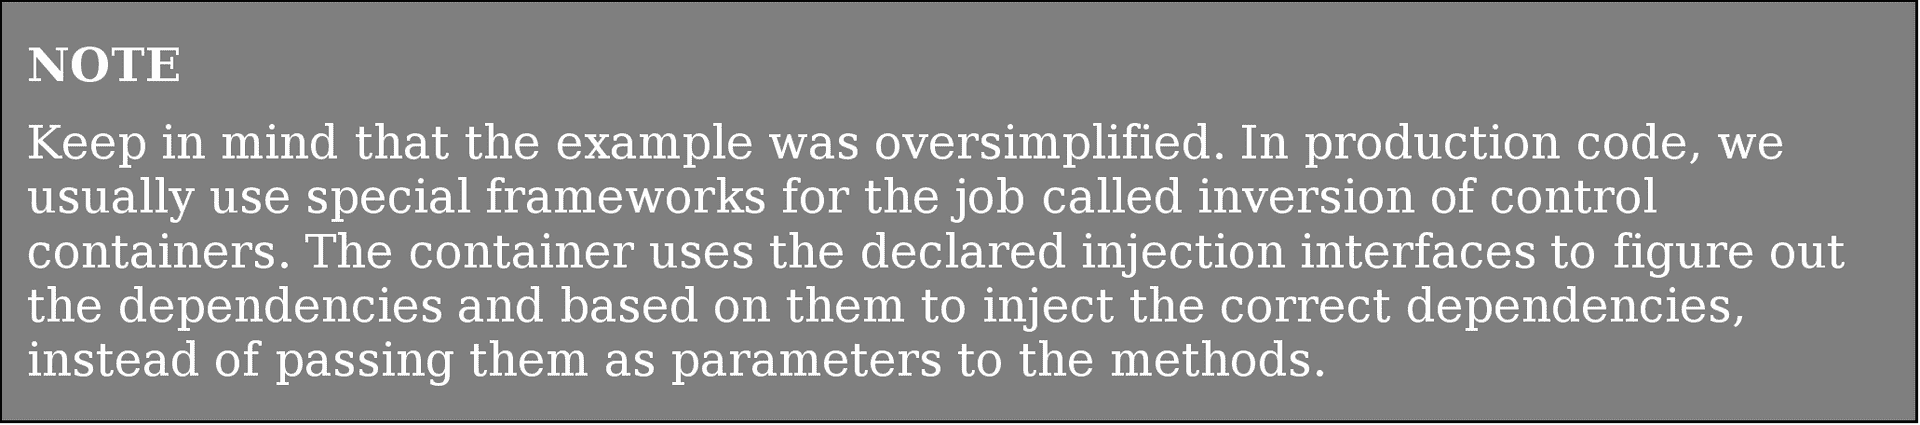 NOTE
Keep in mind that the example was oversimplified. In production code, we
usually use special frameworks for the job called inversion of control
containers. The container uses the declared injection interfaces to figure out
the dependencies and based on them to inject the correct dependencies,
instead of passing them as parameters to the methods.